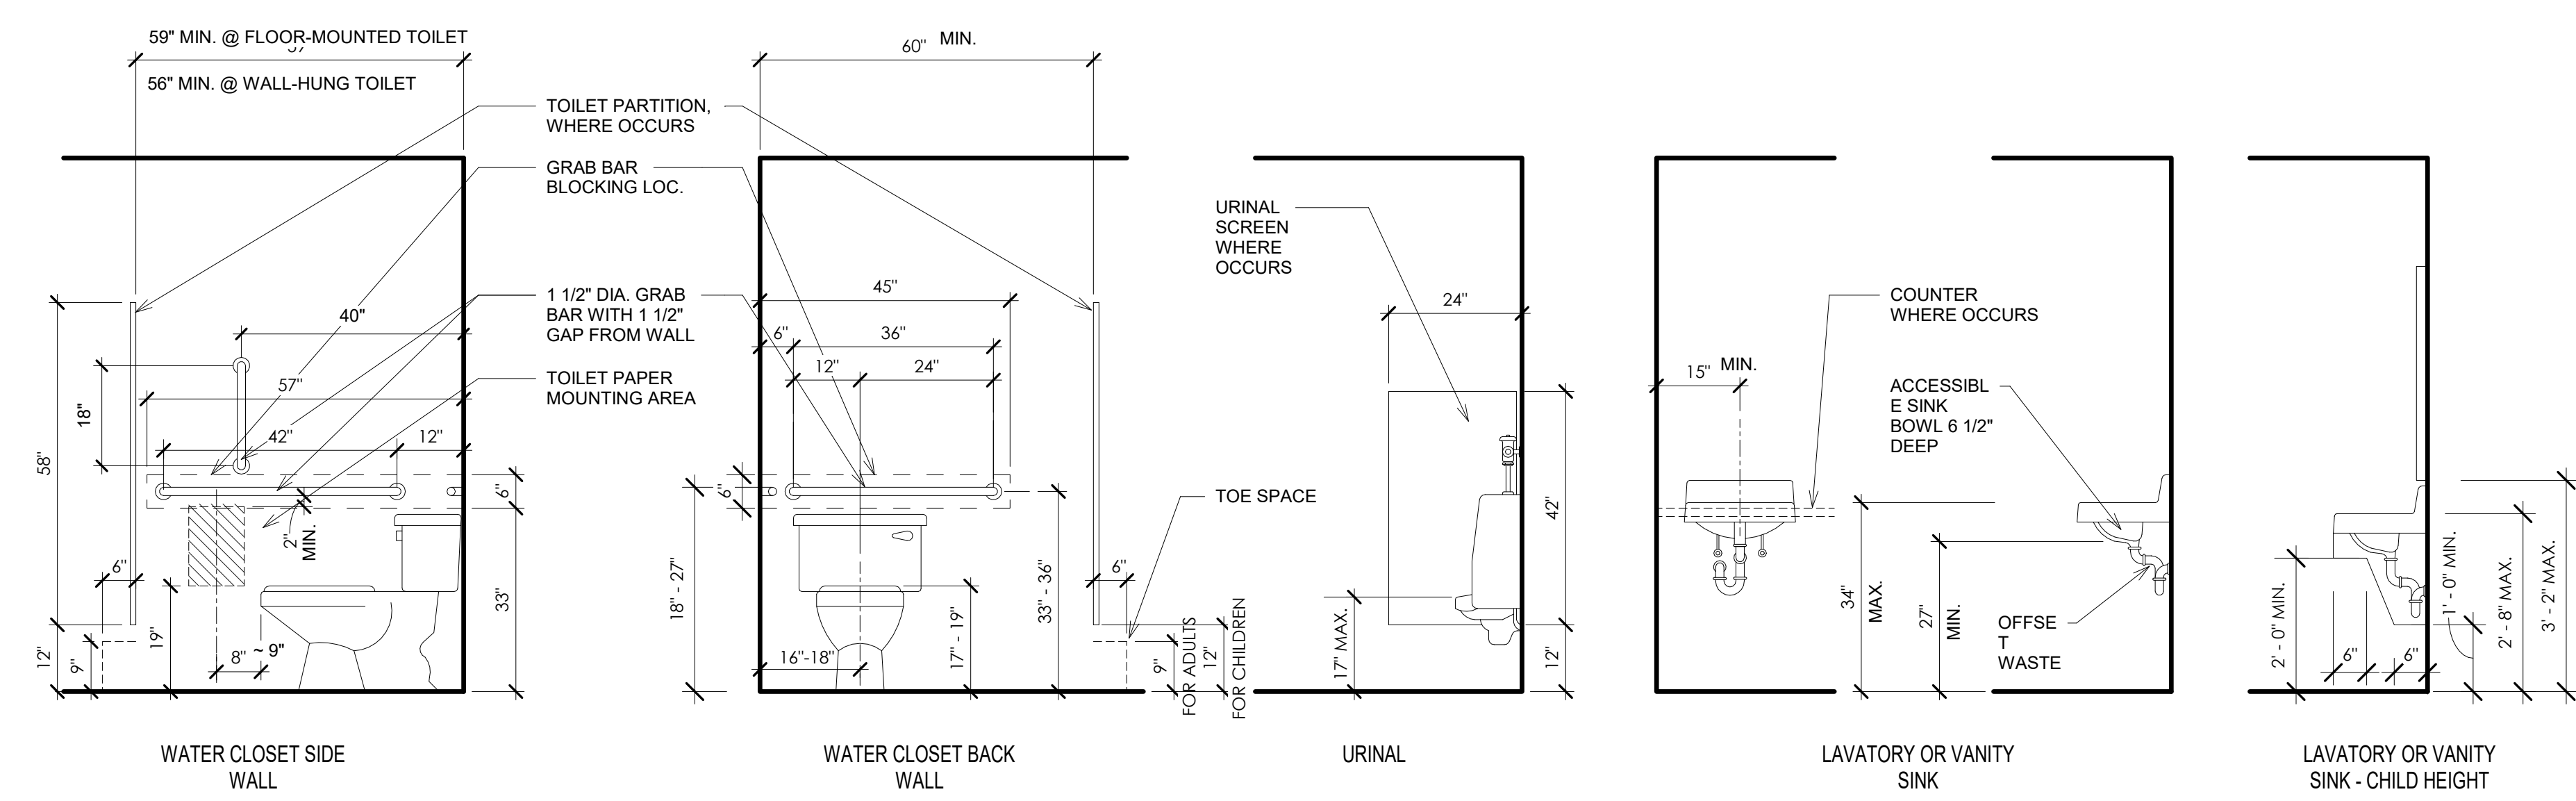 59" MIN. @ FLOOR-MOUNTED TOILET
56" MIN. @ WALL-HUNG TOILET
40"
57"
18"
42"
12"
58"
6"
6"
2"
MIN.
33"
12"
9"
19"
8"
~ 9"
WATER CLOSET SIDE
WALL
TOILET PARTITION,
WHERE OCCURS
GRAB BAR
BLOCKING LOC.
1 1/2" DIA. GRAB
BAR WITH 1 1/2"
GAP FROM WALL
TOILET PAPER
MOUNTING AREA
60" MIN.
45"
6"
36"
12"
24"
6"
18" - 27"
16"-18"
17" - 19"
33" - 36"
6"
9"
FOR ADULTS
12"
FOR CHILDREN
TOE SPACE
WATER CLOSET BACK
WALL
URINAL
SCREEN
WHERE
OCCURS
24"
42"
17" MAX.
12"
URINAL
15" MIN.
COUNTER
WHERE OCCURS
ACCESSIBL
E SINK
BOWL 6 1/2"
DEEP
34"
MAX.
27"
MIN.
OFFSE
T
WASTE
LAVATORY OR VANITY
SINK
2' - 0" MIN.
6"
6"
1' - 0" MIN.
2' - 8" MAX.
3' - 2" MAX.
LAVATORY OR VANITY
SINK - CHILD HEIGHT